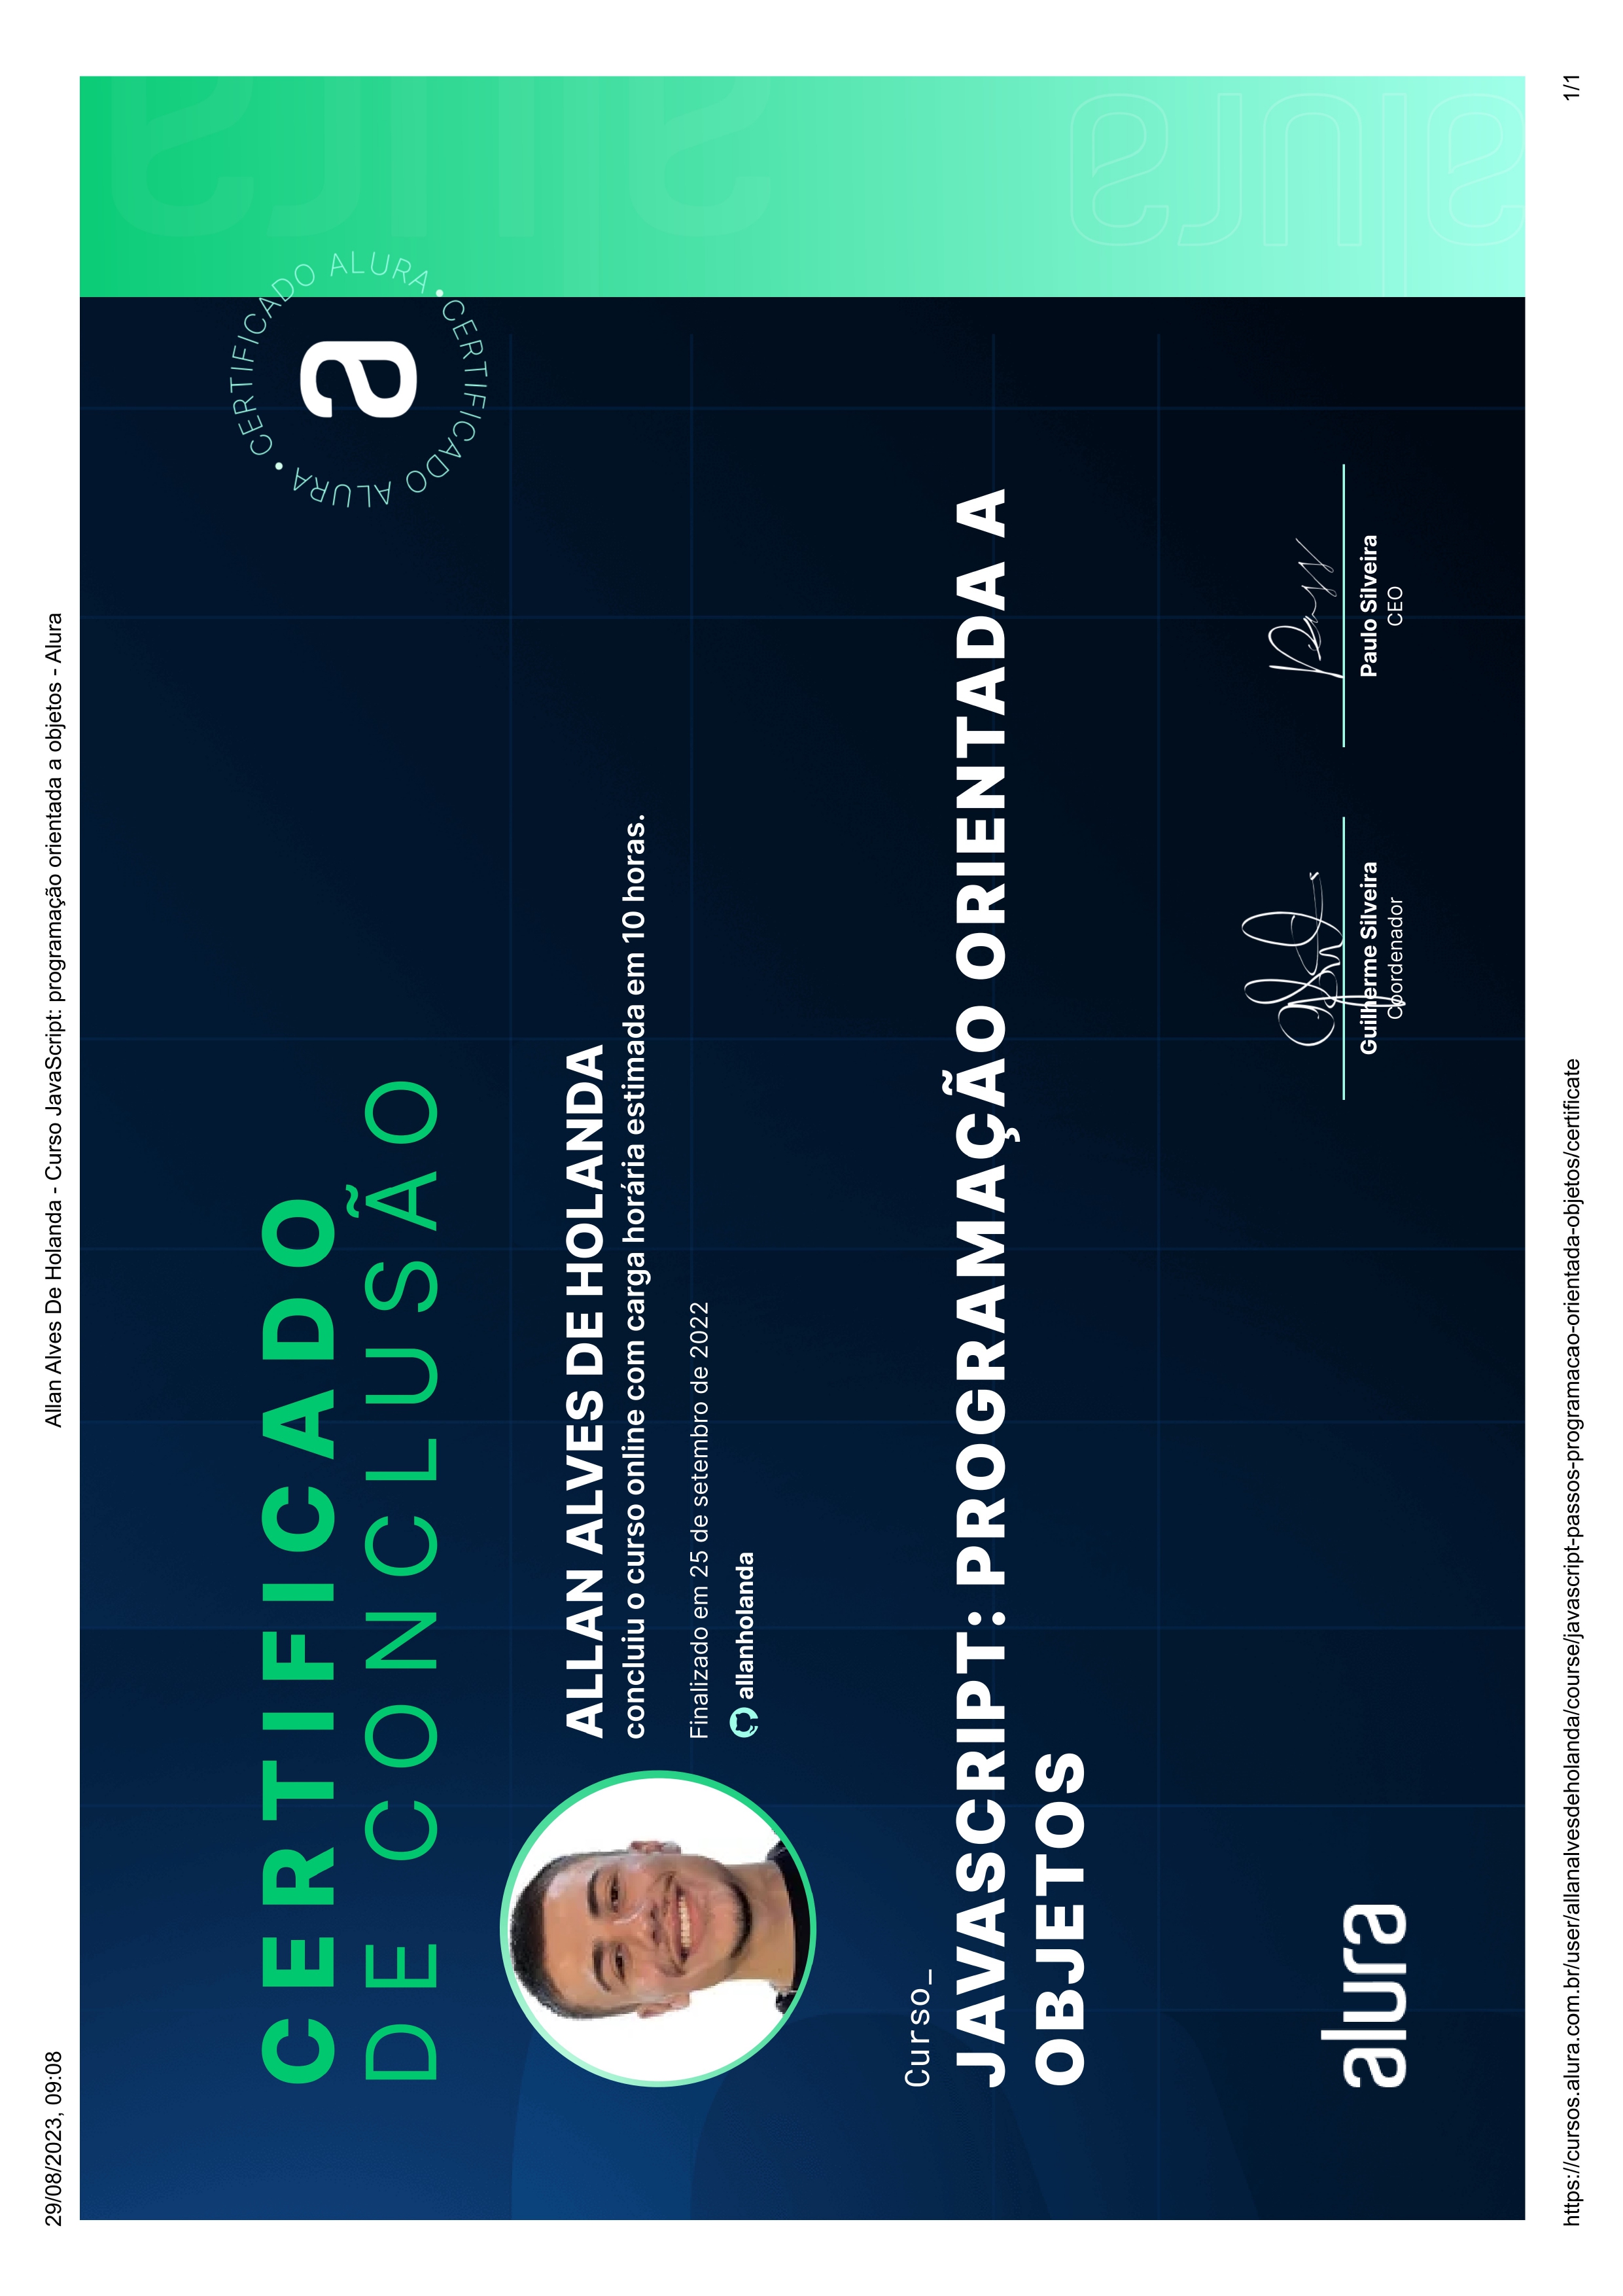 29/08/2023, 09:08
Allan Alves De Holanda - Curso JavaScript: programação orientada a objetos - Alura
CERTIFICADO
DE CONCLUSÃO
• CERTIFICADO ALURA • CERTIFICADO ALURA
a
ALLAN ALVES DE HOLANDA
concluiu o curso online com carga horária estimada em 10 horas.
Finalizado em 25 de setembro de 2022
allanholanda
Curso_
JAVASCRIPT: PROGRAMAÇÃO ORIENTADA A
OBJETOS
alura
Guilherme Silveira
Coordenador
Paulo Silveira
CEO
alura
alura
https://cursos.alura.com.br/user/allanalvesdeholanda/course/javascript-passos-programacao-orientada-objetos/certificate
1/1